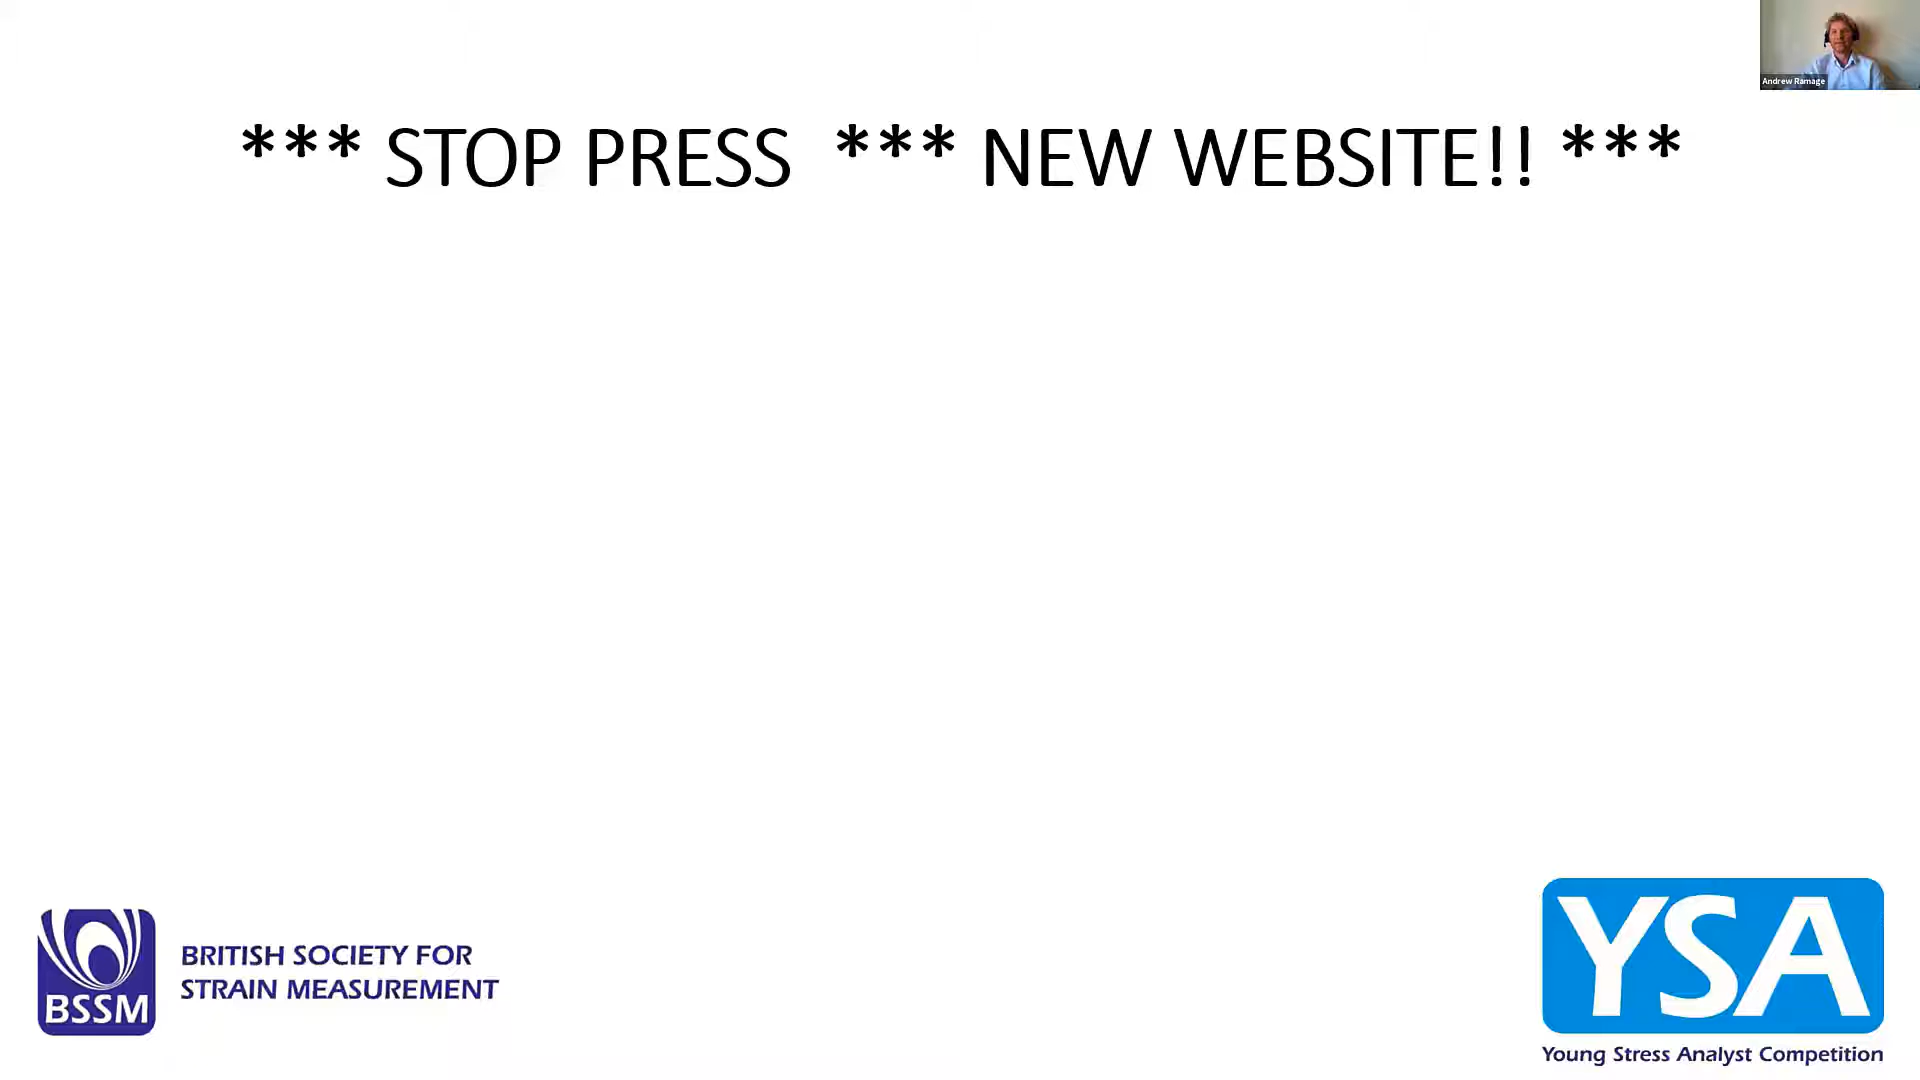 Andrew Ramage
*** STOP PRESS  *** NEW WEBSITE!! ***
BSSM
BRITISH SOCIETY FOR
STRAIN MEASUREMENT
YSA
Young Stress Analyst Competition